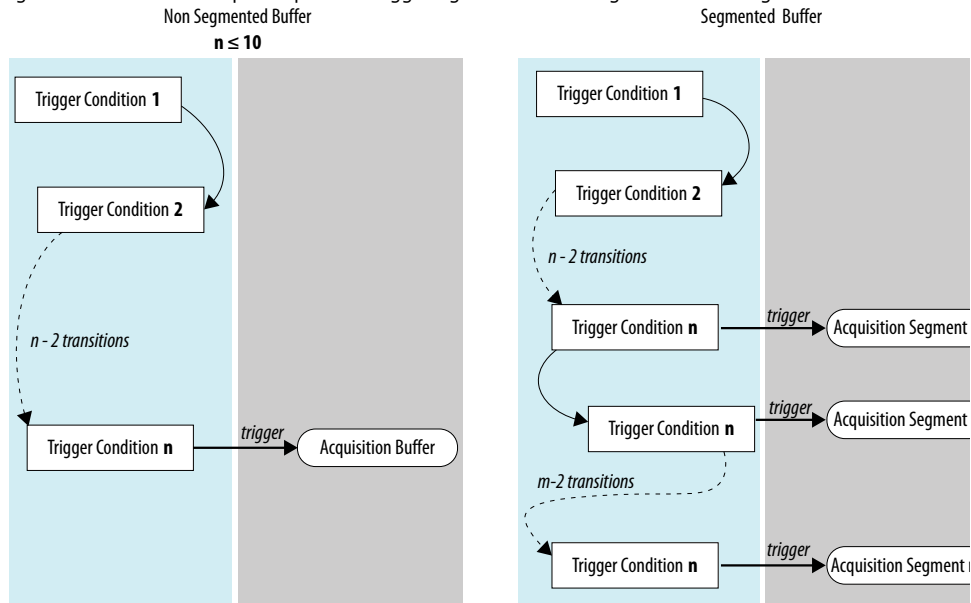 Non Segmented Buffer
n ≤ 10
Trigger Condition 1
Trigger Condition 2
n - 2 transitions
Trigger Condition n
trigger
Acquisition Buffer
Segmented Buffer
Trigger Condition 1
Trigger Condition 2
n - 2 transitions
Trigger Condition n
trigger
Acquisition Segment
Trigger Condition n
trigger
Acquisition Segment
m-2 transitions
Trigger Condition n
trigger
Acquisition Segment